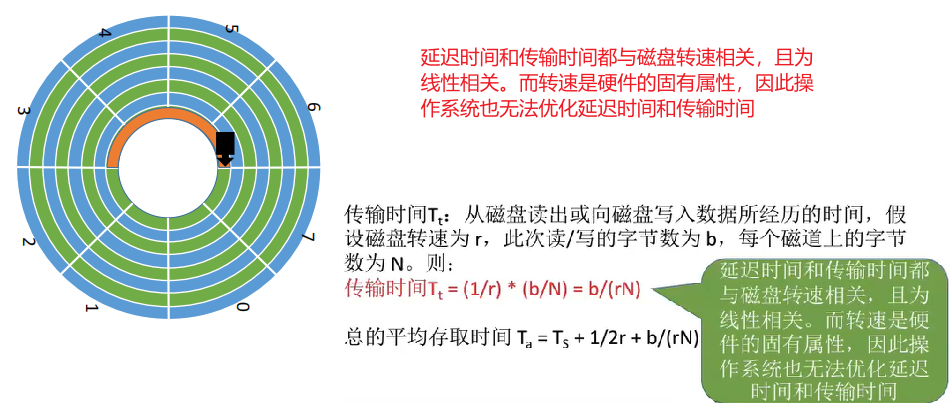 4
5
3
6
2
7
1
0
延迟时间和传输时间都与磁盘转速相关，且为
线性相关。而转速是硬件的固有属性，因此操
作系统也无法优化延迟时间和传输时间
传输时间Tt：从磁盘读出或向磁盘写入数据所经历的时间，假
设磁盘转速为 r，此次读/写的字节数为 b，每个磁道上的字节
数为 N。则：
传输时间Tt = (1/r) * (b/N) = b/(rN)
总的平均存取时间 Ta = TS + 1/2r + b/(rN)
延迟时间和传输时间都
与磁盘转速相关，且为
线性相关。而转速是硬
件的固有属性，因此操
作系统也无法优化延迟
时间和传输时间